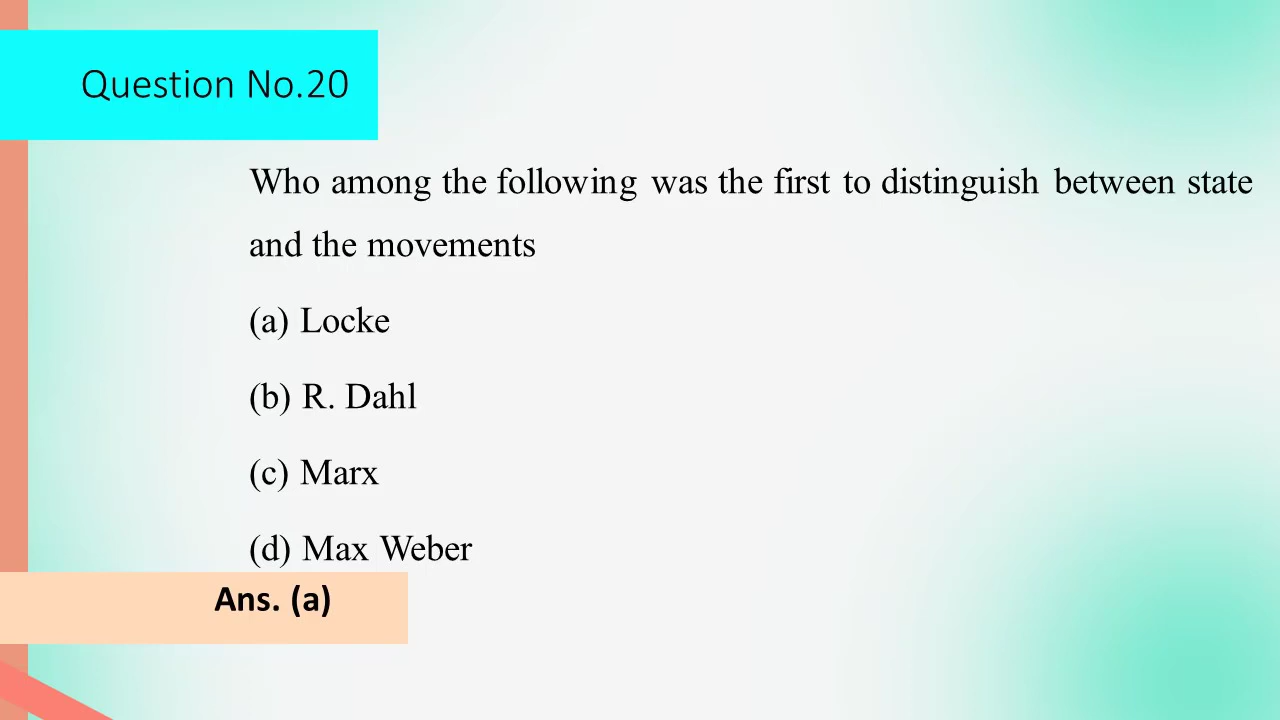 Question No.20
Who among the following was the first to distinguish between state
and the movements
(a) Locke
(b) R. Dahl
(c) Marx
(d) Max Weber
Ans. (a)